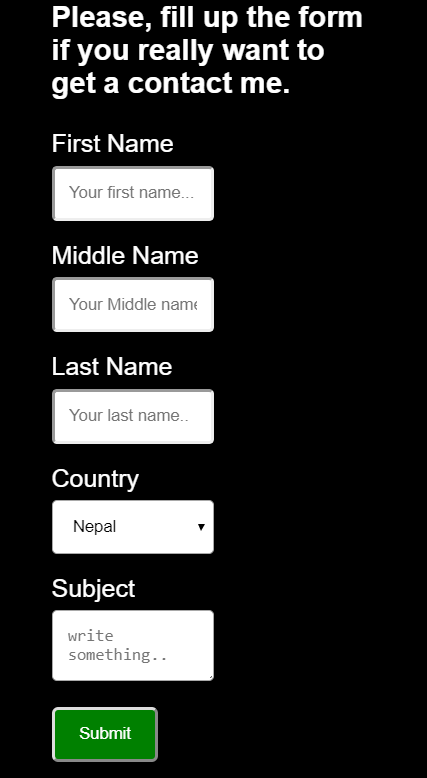 Please, fill up the form
if you really want to
get a contact me.
First Name
Your first name...
Middle Name
Your Middle name
Last Name
Your last name..
Country
Nepal
Subject
write
something..
Submit